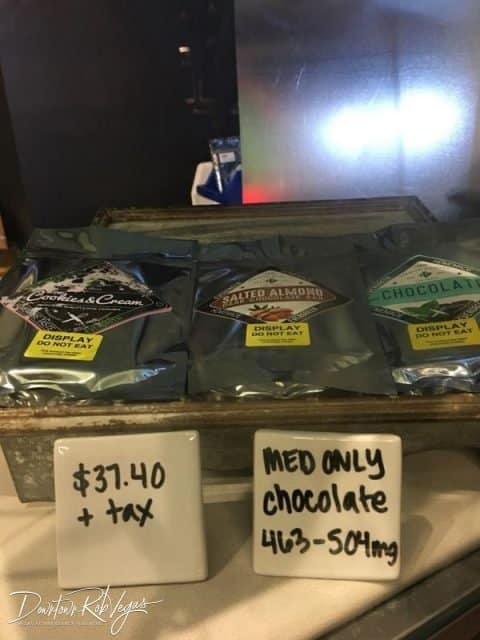 Cookies & Cream
DISPLAY
DO NOT EAT
SALTED ALMOND
DISPLAY
DO NOT EAT
CHOCOLATE
DISPLAY
DO NOT EAT
$37.40
+ tax
MED ONLY
chocolate
463-504mg
Downtown Rob Vegas